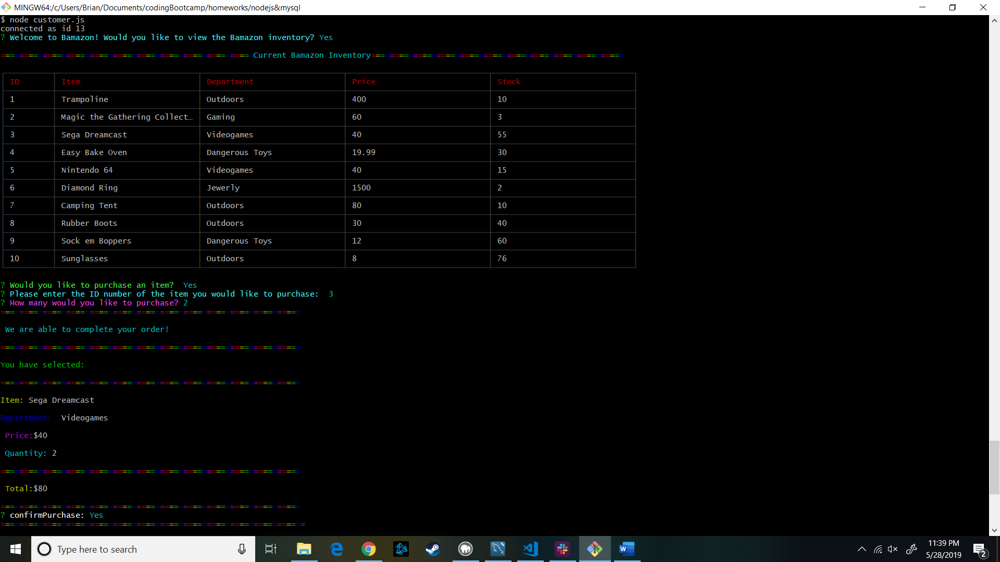 MINGW64:/c/Users/Brian/Documents/codingBootcamp/homeworks/nodejs&mysql
$ node customer.js
connected as id 13
? Welcome to Bamazon! Would you like to view the Bamazon inventory? Yes
Current Bamazon Inventory
ID Item Department Price Stock
1 Trampoline Outdoors 400 10
2 Magic the Gathering Collect… Gaming 60 3
3 Sega Dreamcast Videogames 40 55
4 Easy Bake Oven Dangerous Toys 19.99 30
5 Nintendo 64 Videogames 40 15
6 Diamond Ring Jewerly 1500 2
7 Camping Tent Outdoors 80 10
8 Rubber Boots Outdoors 30 40
9 Sock em Boppers Dangerous Toys 12 60
10 Sunglasses Outdoors 8 76
? Would you like to purchase an item? Yes
? Please enter the ID number of the item you would like to purchase: 3
? How many would you like to purchase? 2
We are able to complete your order!
You have selected:
Item: Sega Dreamcast
Department: Videogames
Price:$40
Quantity: 2
Total:$80
? confirmPurchase: Yes
Type here to search
11:39 PM
5/28/2019
2